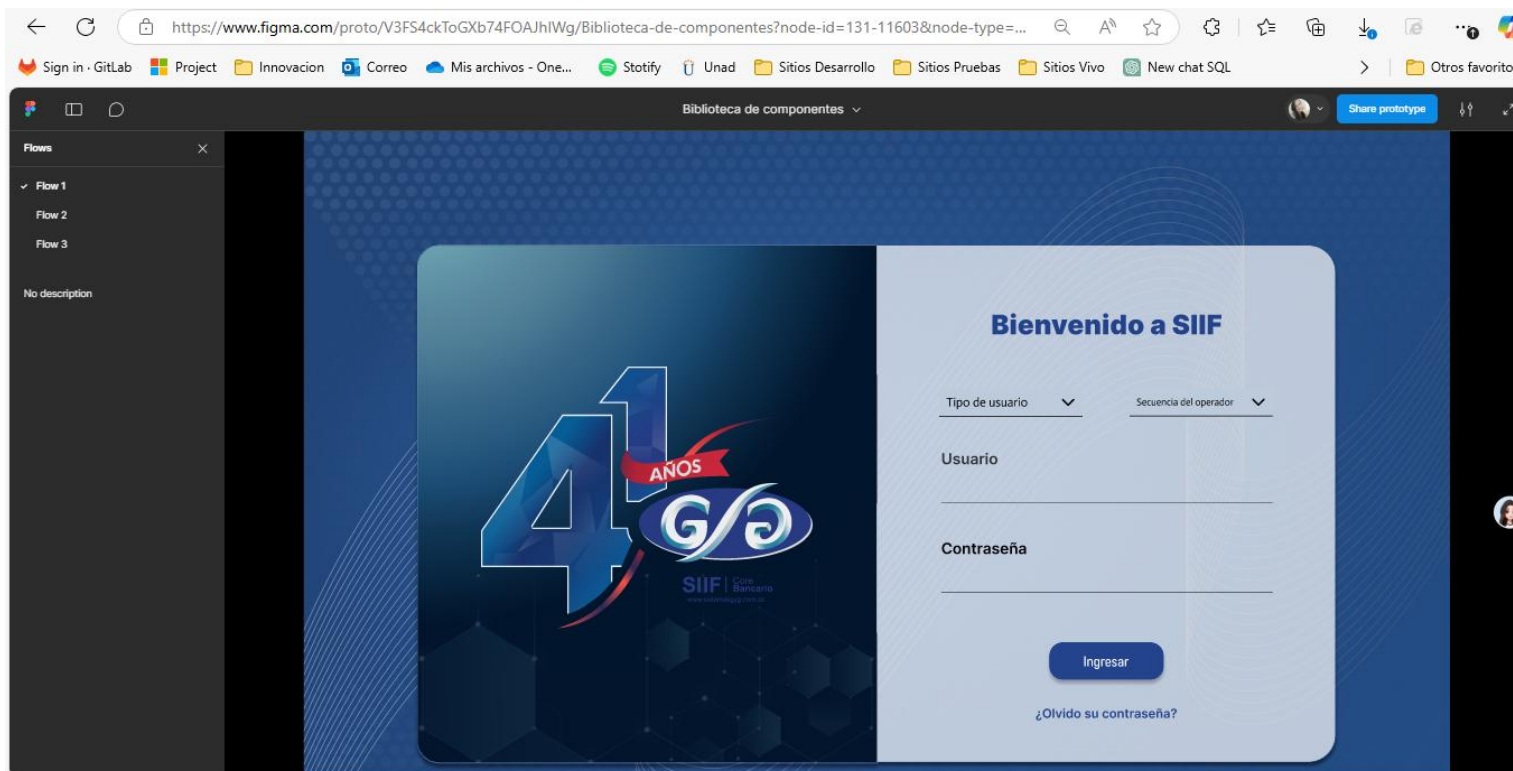 https://www.figma.com/proto/V3FS4ckToGXb74FOAJhIWg/Biblioteca-de-componentes?node-id=131-11603&node-type=...
Sign in · GitLab Project Innovacion Correo Mis archivos - One... Stotify Unad Sitios Desarrollo Sitios Pruebas Sitios Vivo New chat SQL Otros favorito
Biblioteca de componentes
Share prototype
Flows
Flow 1
Flow 2
Flow 3
No description
41
AÑOS
GG
SIIF | Core
Bancario
Bienvenido a SIIF
Tipo de usuario Secuencia del operador
Usuario
Contraseña
Ingresar
¿Olvido su contraseña?